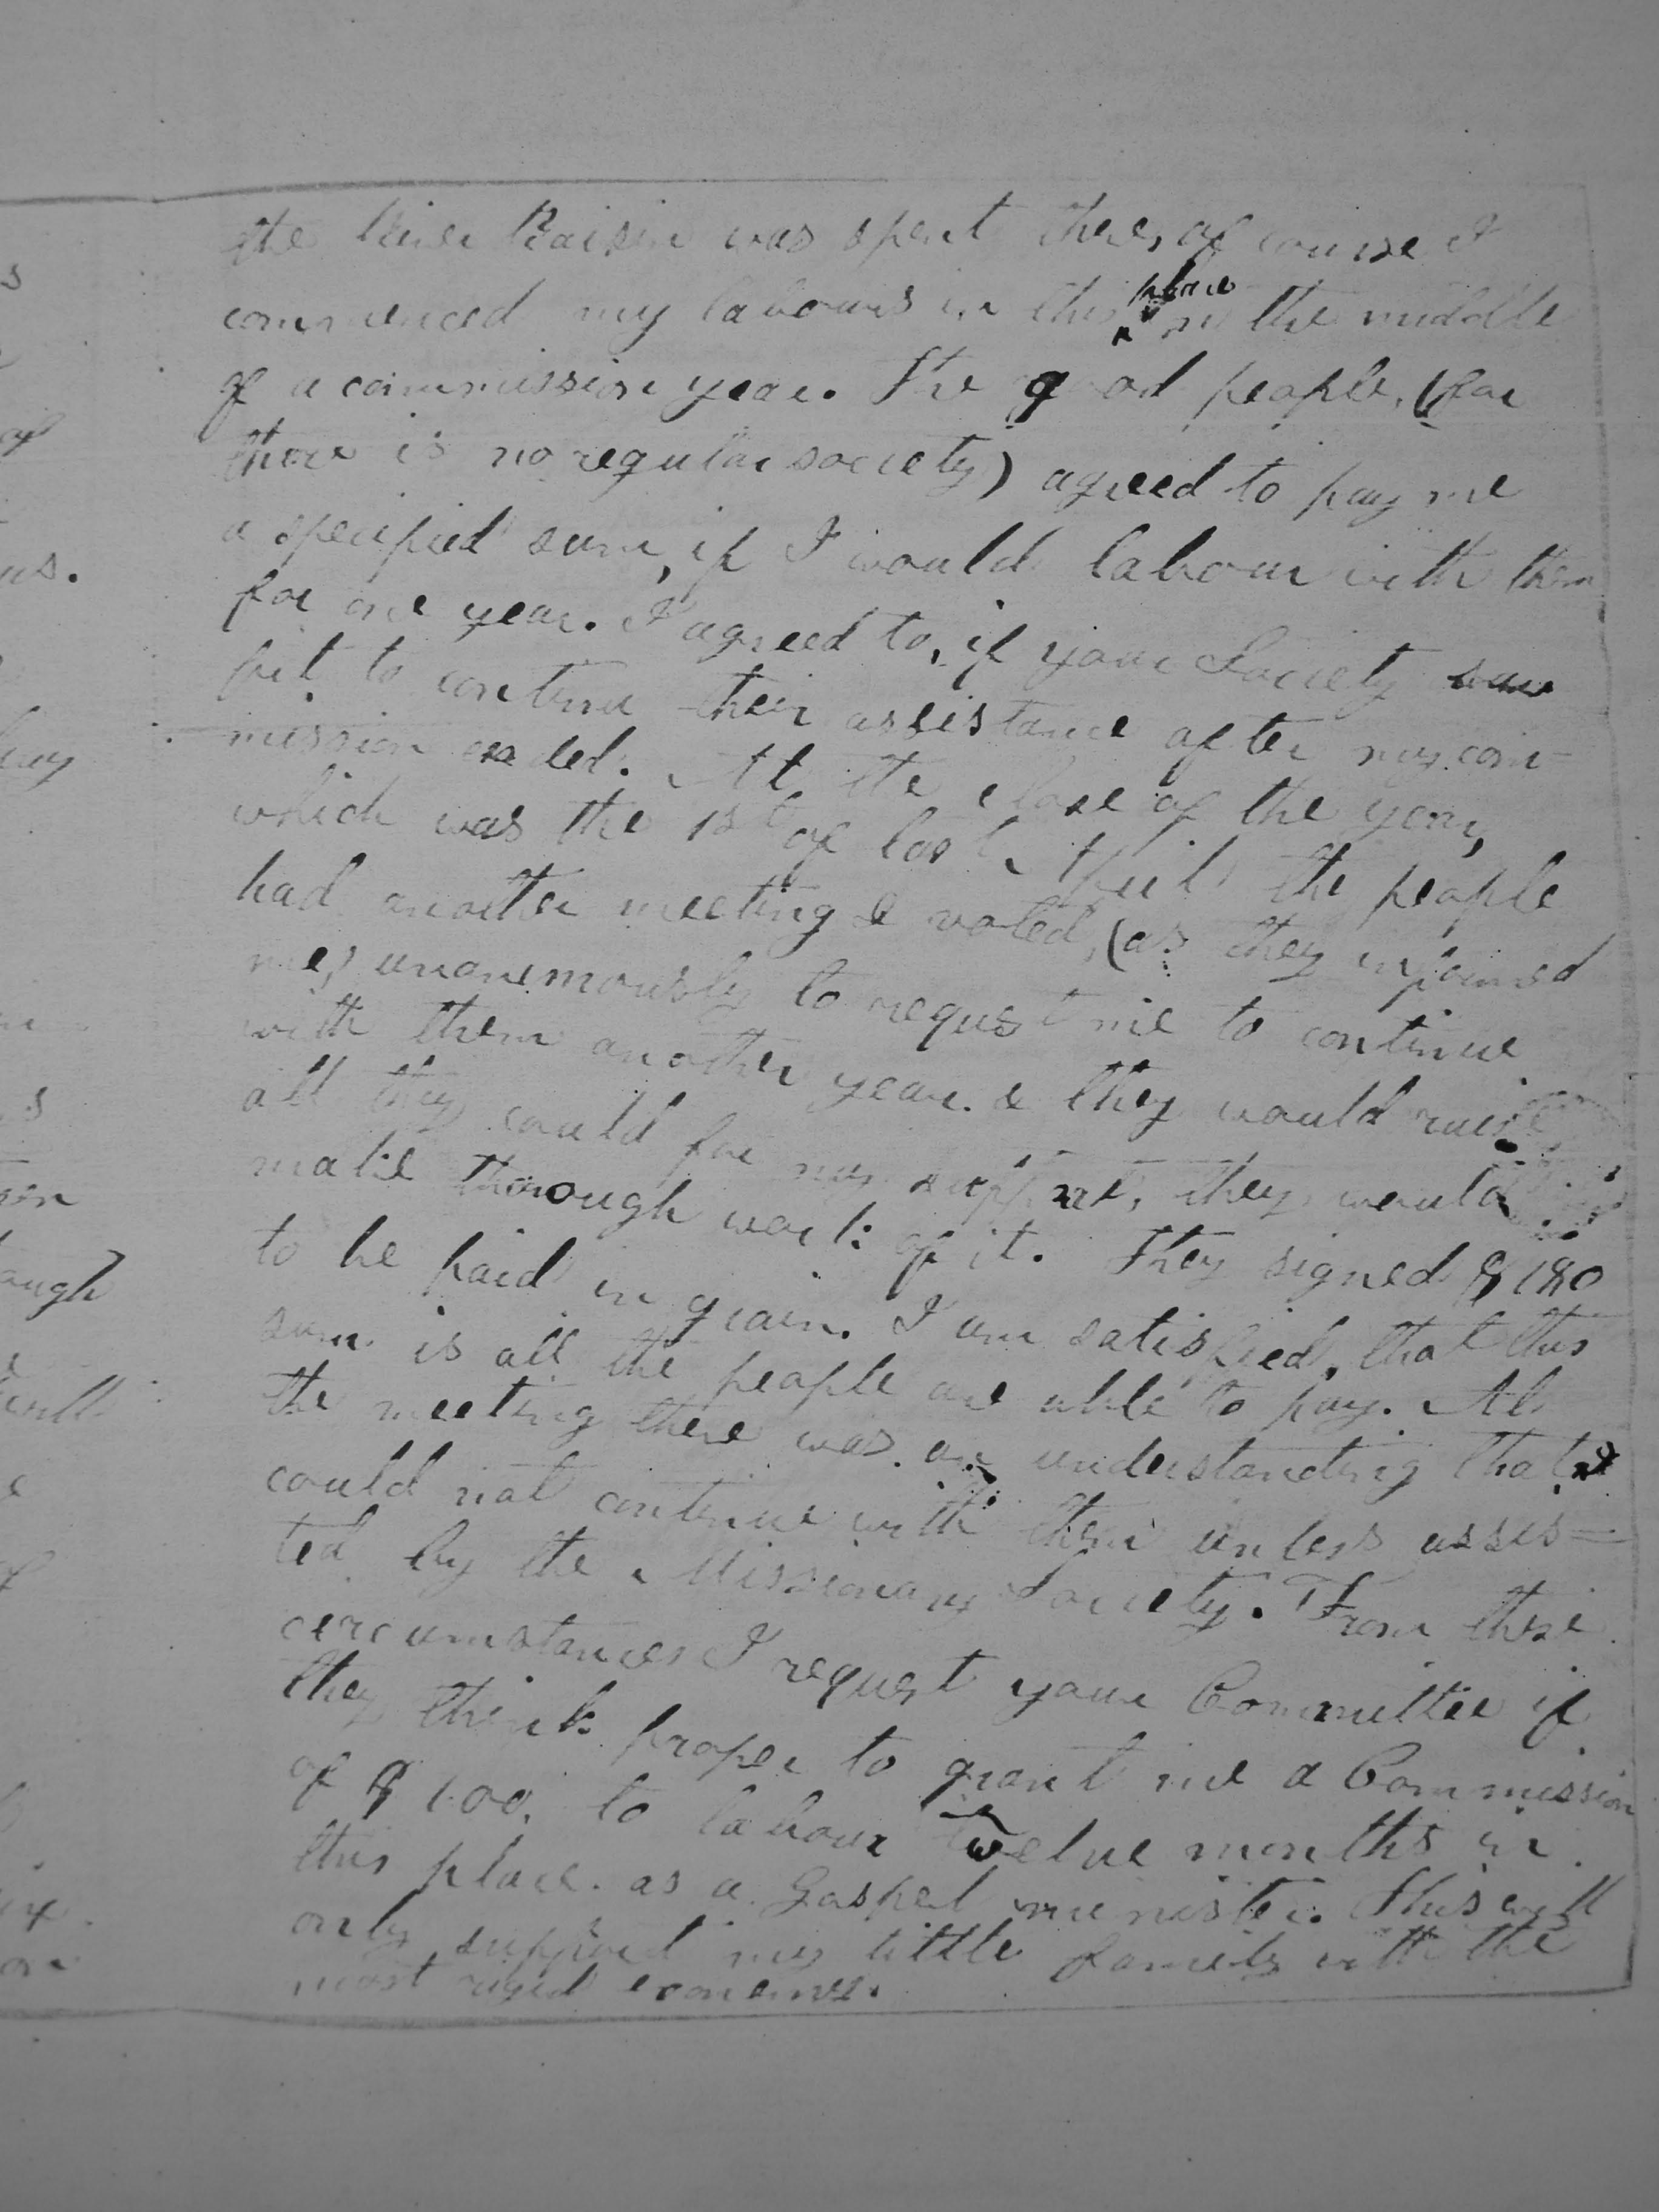 the River Raisin was spent there, of course I
commenced my labours in this place in the middle
of a commission year. The good people, (for
there is no regular society) agreed to pay me
a specified sum, if I would labour with them
for one year. I agreed to, if your Society saw
fit to continue their assistance after my com-
mission ended. At the close of the year,
which was the 1st of last April the people
had another meeting & voted, (as they informed
me) unanemously to request me to continue
with them another year. & they would raise
all they could for my support, they would
make thorough work of it. They signed $180
to be paid in grain. I am satisfied, that this
sum is all the people are able to pay. At
the meeting there was an understanding that I
could not continue with them unless assis=
ted by the Missionary Society. From these
circumstances I request your Committee if
they think proper to grant me a Commission
of $100. to labour twelve months in
this place. as a Gospel minister. This will
only support my little family with the
most rigid economy.